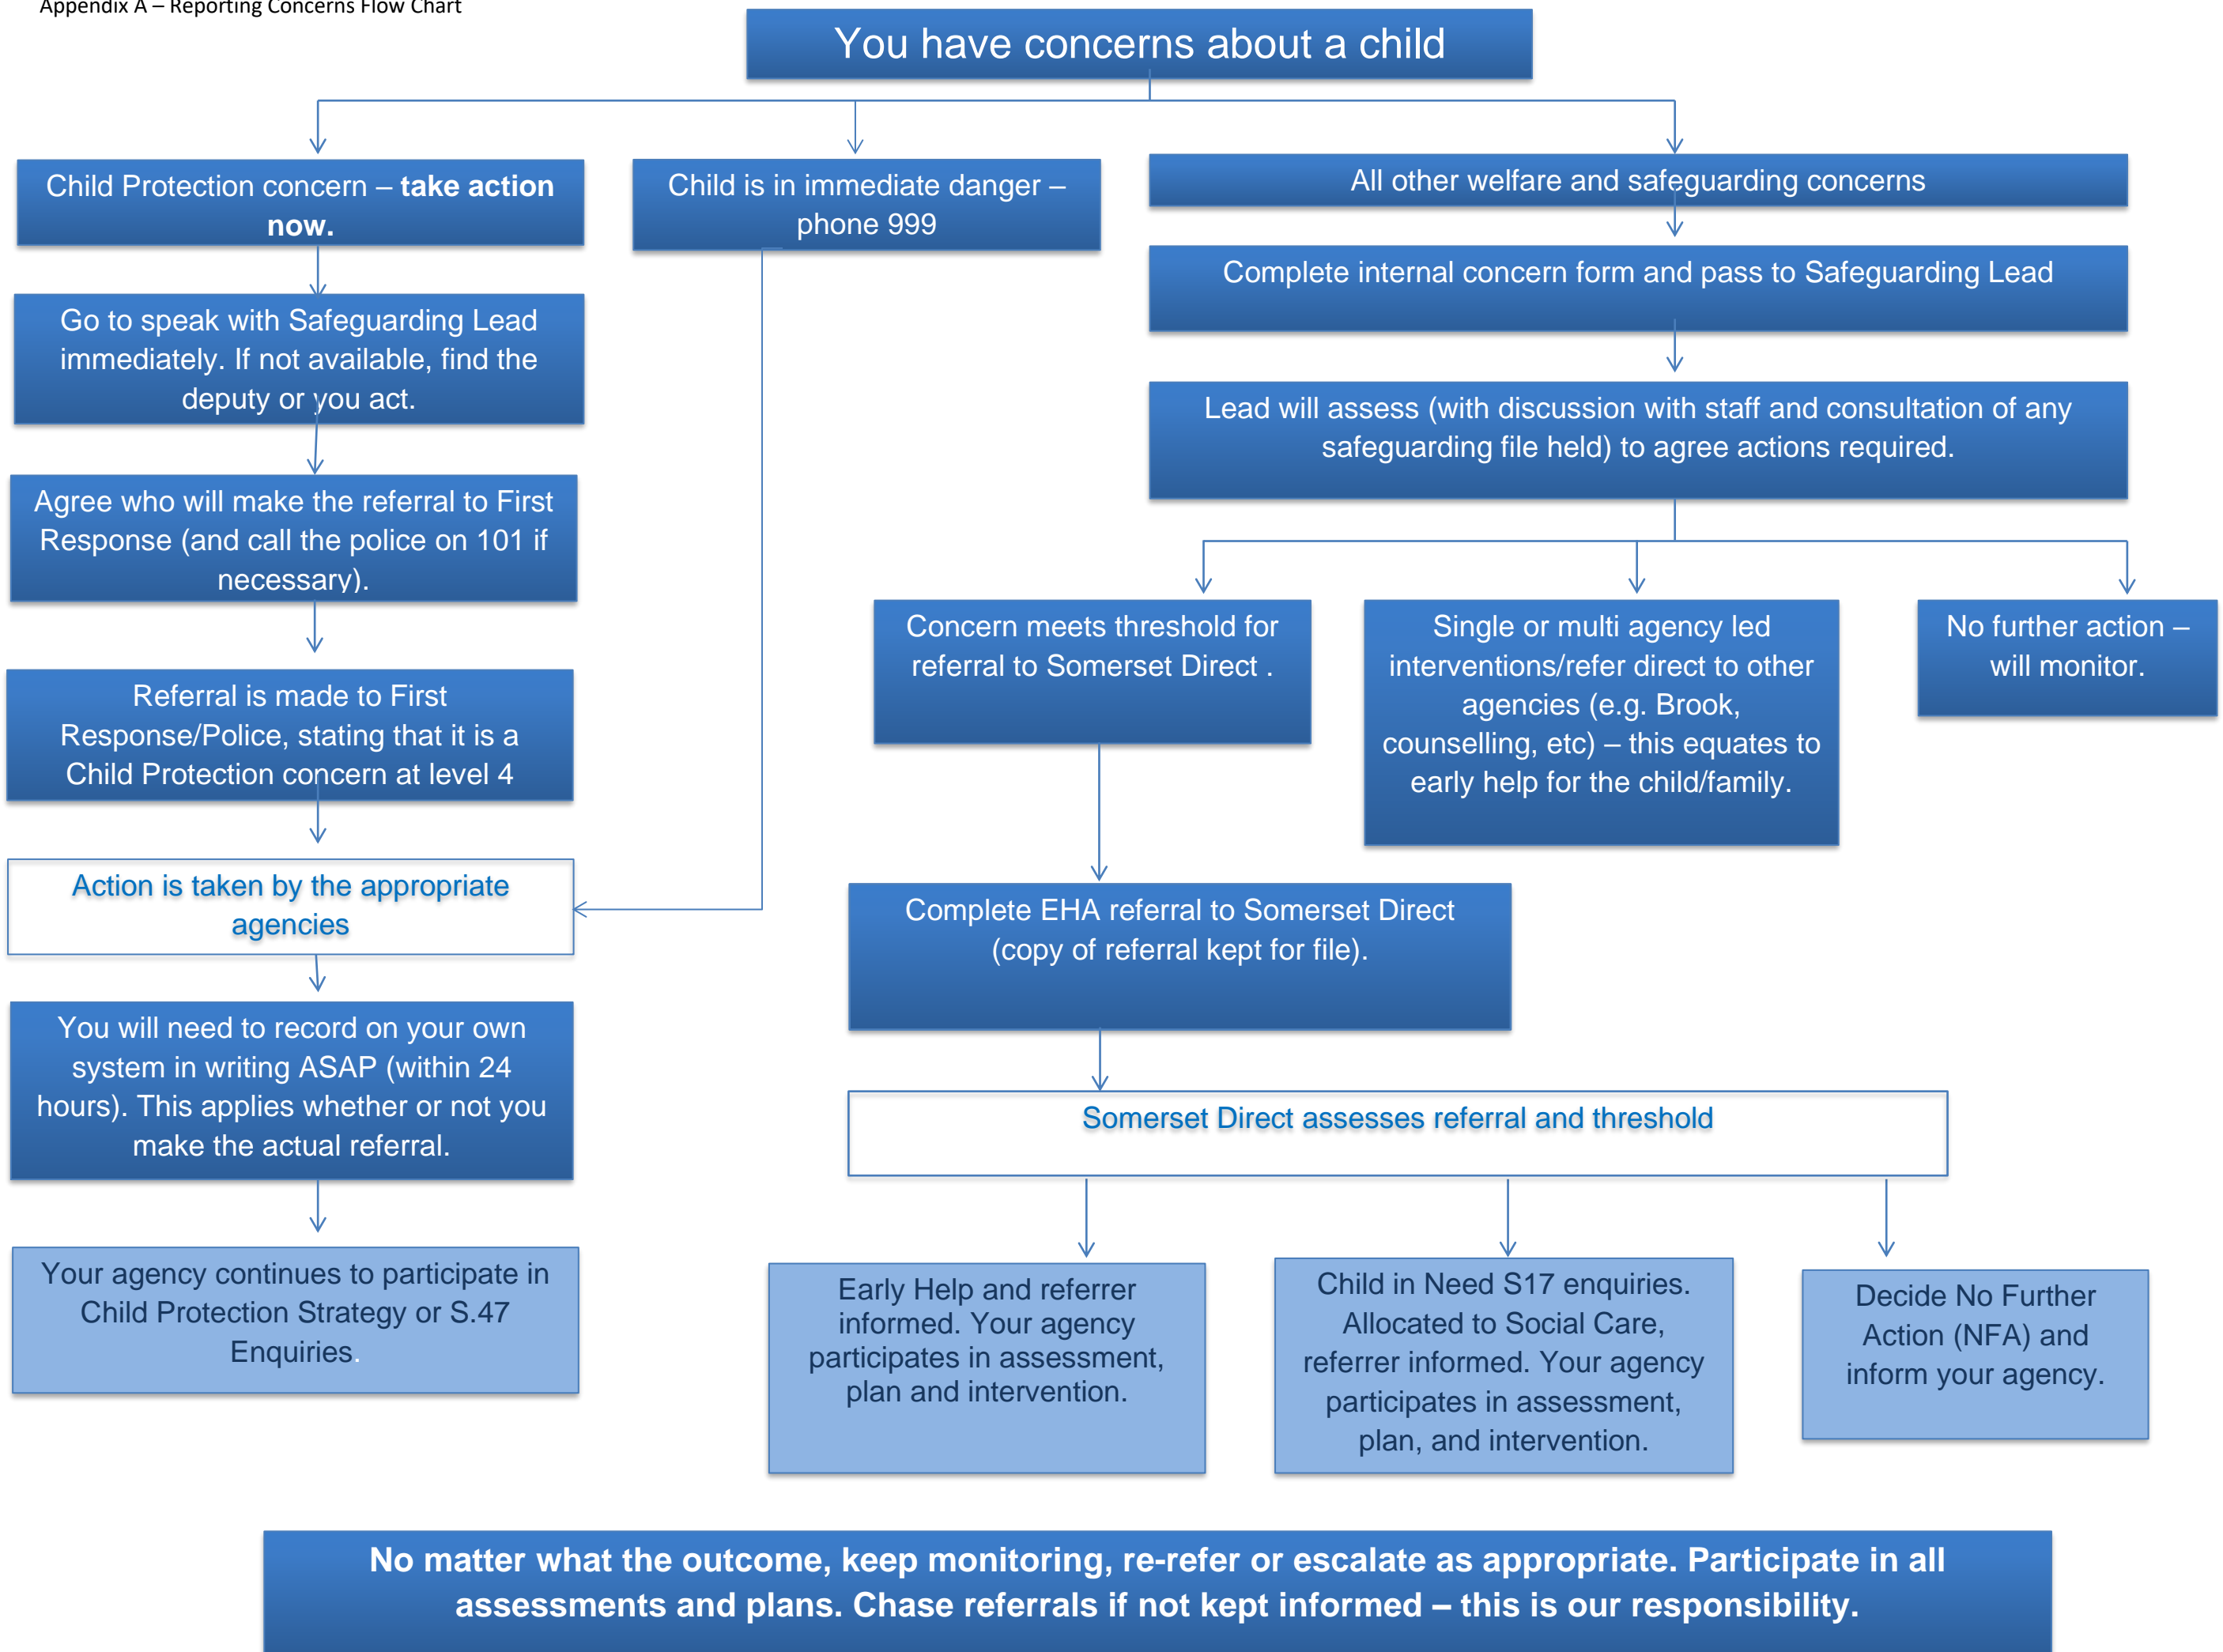 Appendix A – Reporting Concerns Flow Chart
You have concerns about a child
Child Protection concern – take action
now.
Child is in immediate danger –
phone 999
All other welfare and safeguarding concerns
Go to speak with Safeguarding Lead
immediately. If not available, find the
deputy or you act.
Complete internal concern form and pass to Safeguarding Lead
Lead will assess (with discussion with staff and consultation of any
safeguarding file held) to agree actions required.
Agree who will make the referral to First
Response (and call the police on 101 if
necessary).
Concern meets threshold for
referral to Somerset Direct .
Single or multi agency led
interventions/refer direct to other
agencies (e.g. Brook,
counselling, etc) – this equates to
early help for the child/family.
No further action –
will monitor.
Referral is made to First
Response/Police, stating that it is a
Child Protection concern at level 4
Action is taken by the appropriate
agencies
Complete EHA referral to Somerset Direct
(copy of referral kept for file).
You will need to record on your own
system in writing ASAP (within 24
hours). This applies whether or not you
make the actual referral.
Somerset Direct assesses referral and threshold
Your agency continues to participate in
Child Protection Strategy or S.47
Enquiries.
Early Help and referrer
informed. Your agency
participates in assessment,
plan and intervention.
Child in Need S17 enquiries.
Allocated to Social Care,
referrer informed. Your agency
participates in assessment,
plan, and intervention.
Decide No Further
Action (NFA) and
inform your agency.
No matter what the outcome, keep monitoring, re-refer or escalate as appropriate. Participate in all
assessments and plans. Chase referrals if not kept informed – this is our responsibility.